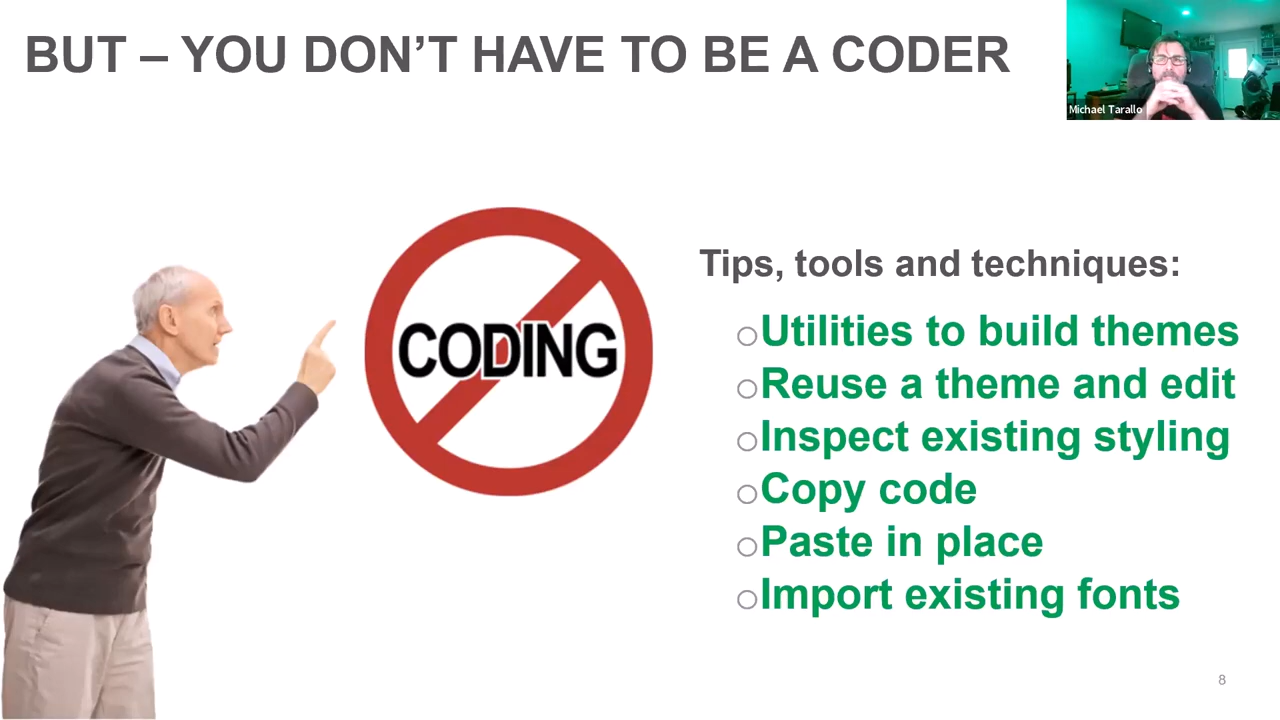 BUT – YOU DON’T HAVE TO BE A CODER
Michael Tarallo
CODING
Tips, tools and techniques:
Utilities to build themes
Reuse a theme and edit
Inspect existing styling
Copy code
Paste in place
Import existing fonts
8